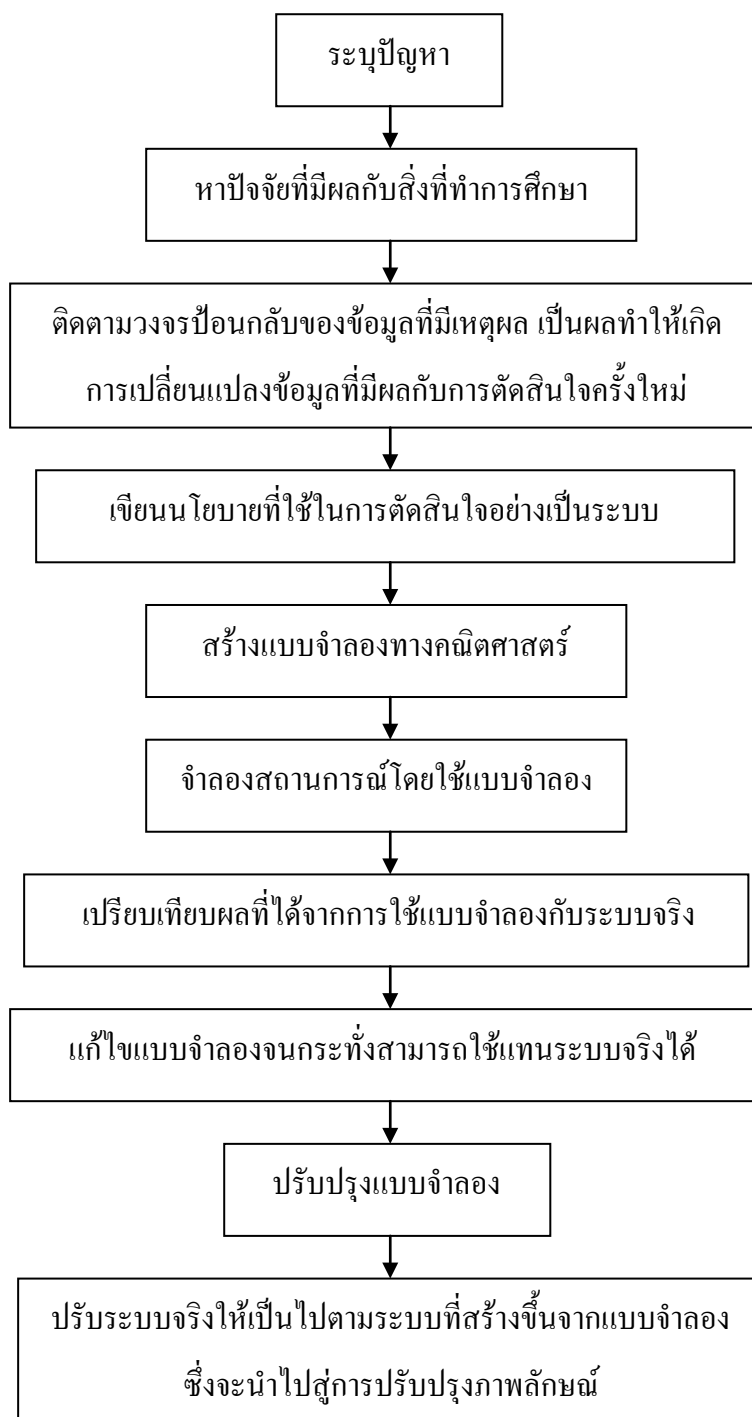 ระบุปัญหา
หาปัจจัยที่มีผลกับสิ่งที่ทำการศึกษา
ติดตามวงจรป้อนกลับของข้อมูลที่มีเหตุผล เป็นผลทำให้เกิด
การเปลี่ยนแปลงข้อมูลที่มีผลกับการตัดสินใจครั้งใหม่
เขียนนโยบายที่ใช้ในการตัดสินใจอย่างเป็นระบบ
สร้างแบบจำลองทางคณิตศาสตร์
จำลองสถานการณ์โดยใช้แบบจำลอง
เปรียบเทียบผลที่ได้จากการใช้แบบจำลองกับระบบจริง
แก้ไขแบบจำลองจนกระทั่งสามารถใช้แทนระบบจริงได้
ปรับปรุงแบบจำลอง
ปรับระบบจริงให้เป็นไปตามระบบที่สร้างขึ้นจากแบบจำลอง
ซึ่งจะนำไปสู่การปรับปรุงภาพลักษณ์